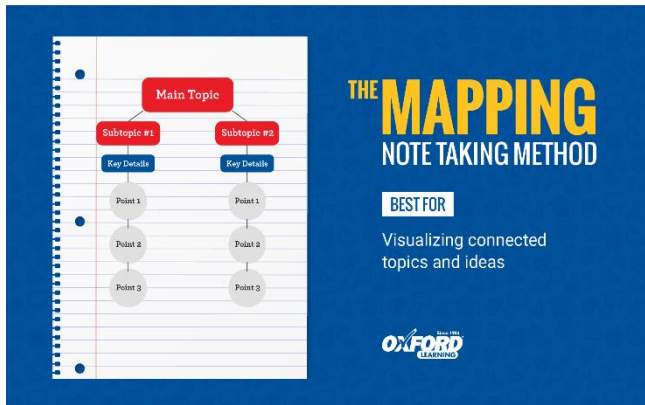 Main Topic
Subtopic #1 Subtopic #2
Key Details Key Details
Point 1 Point 1
Point 2 Point 2
Point 3 Point 3
THE MAPPING
NOTE TAKING METHOD
BEST FOR
Visualizing connected
topics and ideas
Since 1984
OXFORD
LEARNING